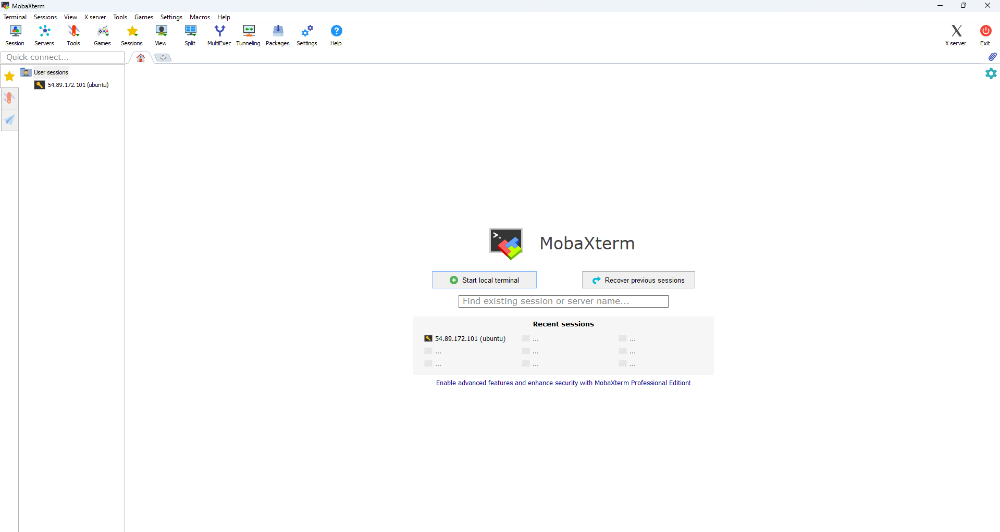 MobaXterm
Terminal Sessions View X server Tools Games Settings Macros Help
Session Servers Tools Games Sessions View Split MultiExec Tunneling Packages Settings Help X server Exit
Quick connect...
User sessions
54.89.172.101 (ubuntu)
>_ MobaXterm
Start local terminal Recover previous sessions
Find existing session or server name...
Recent sessions
54.89.172.101 (ubuntu) ... ...
... ... ...
... ... ...
Enable advanced features and enhance security with MobaXterm Professional Edition!